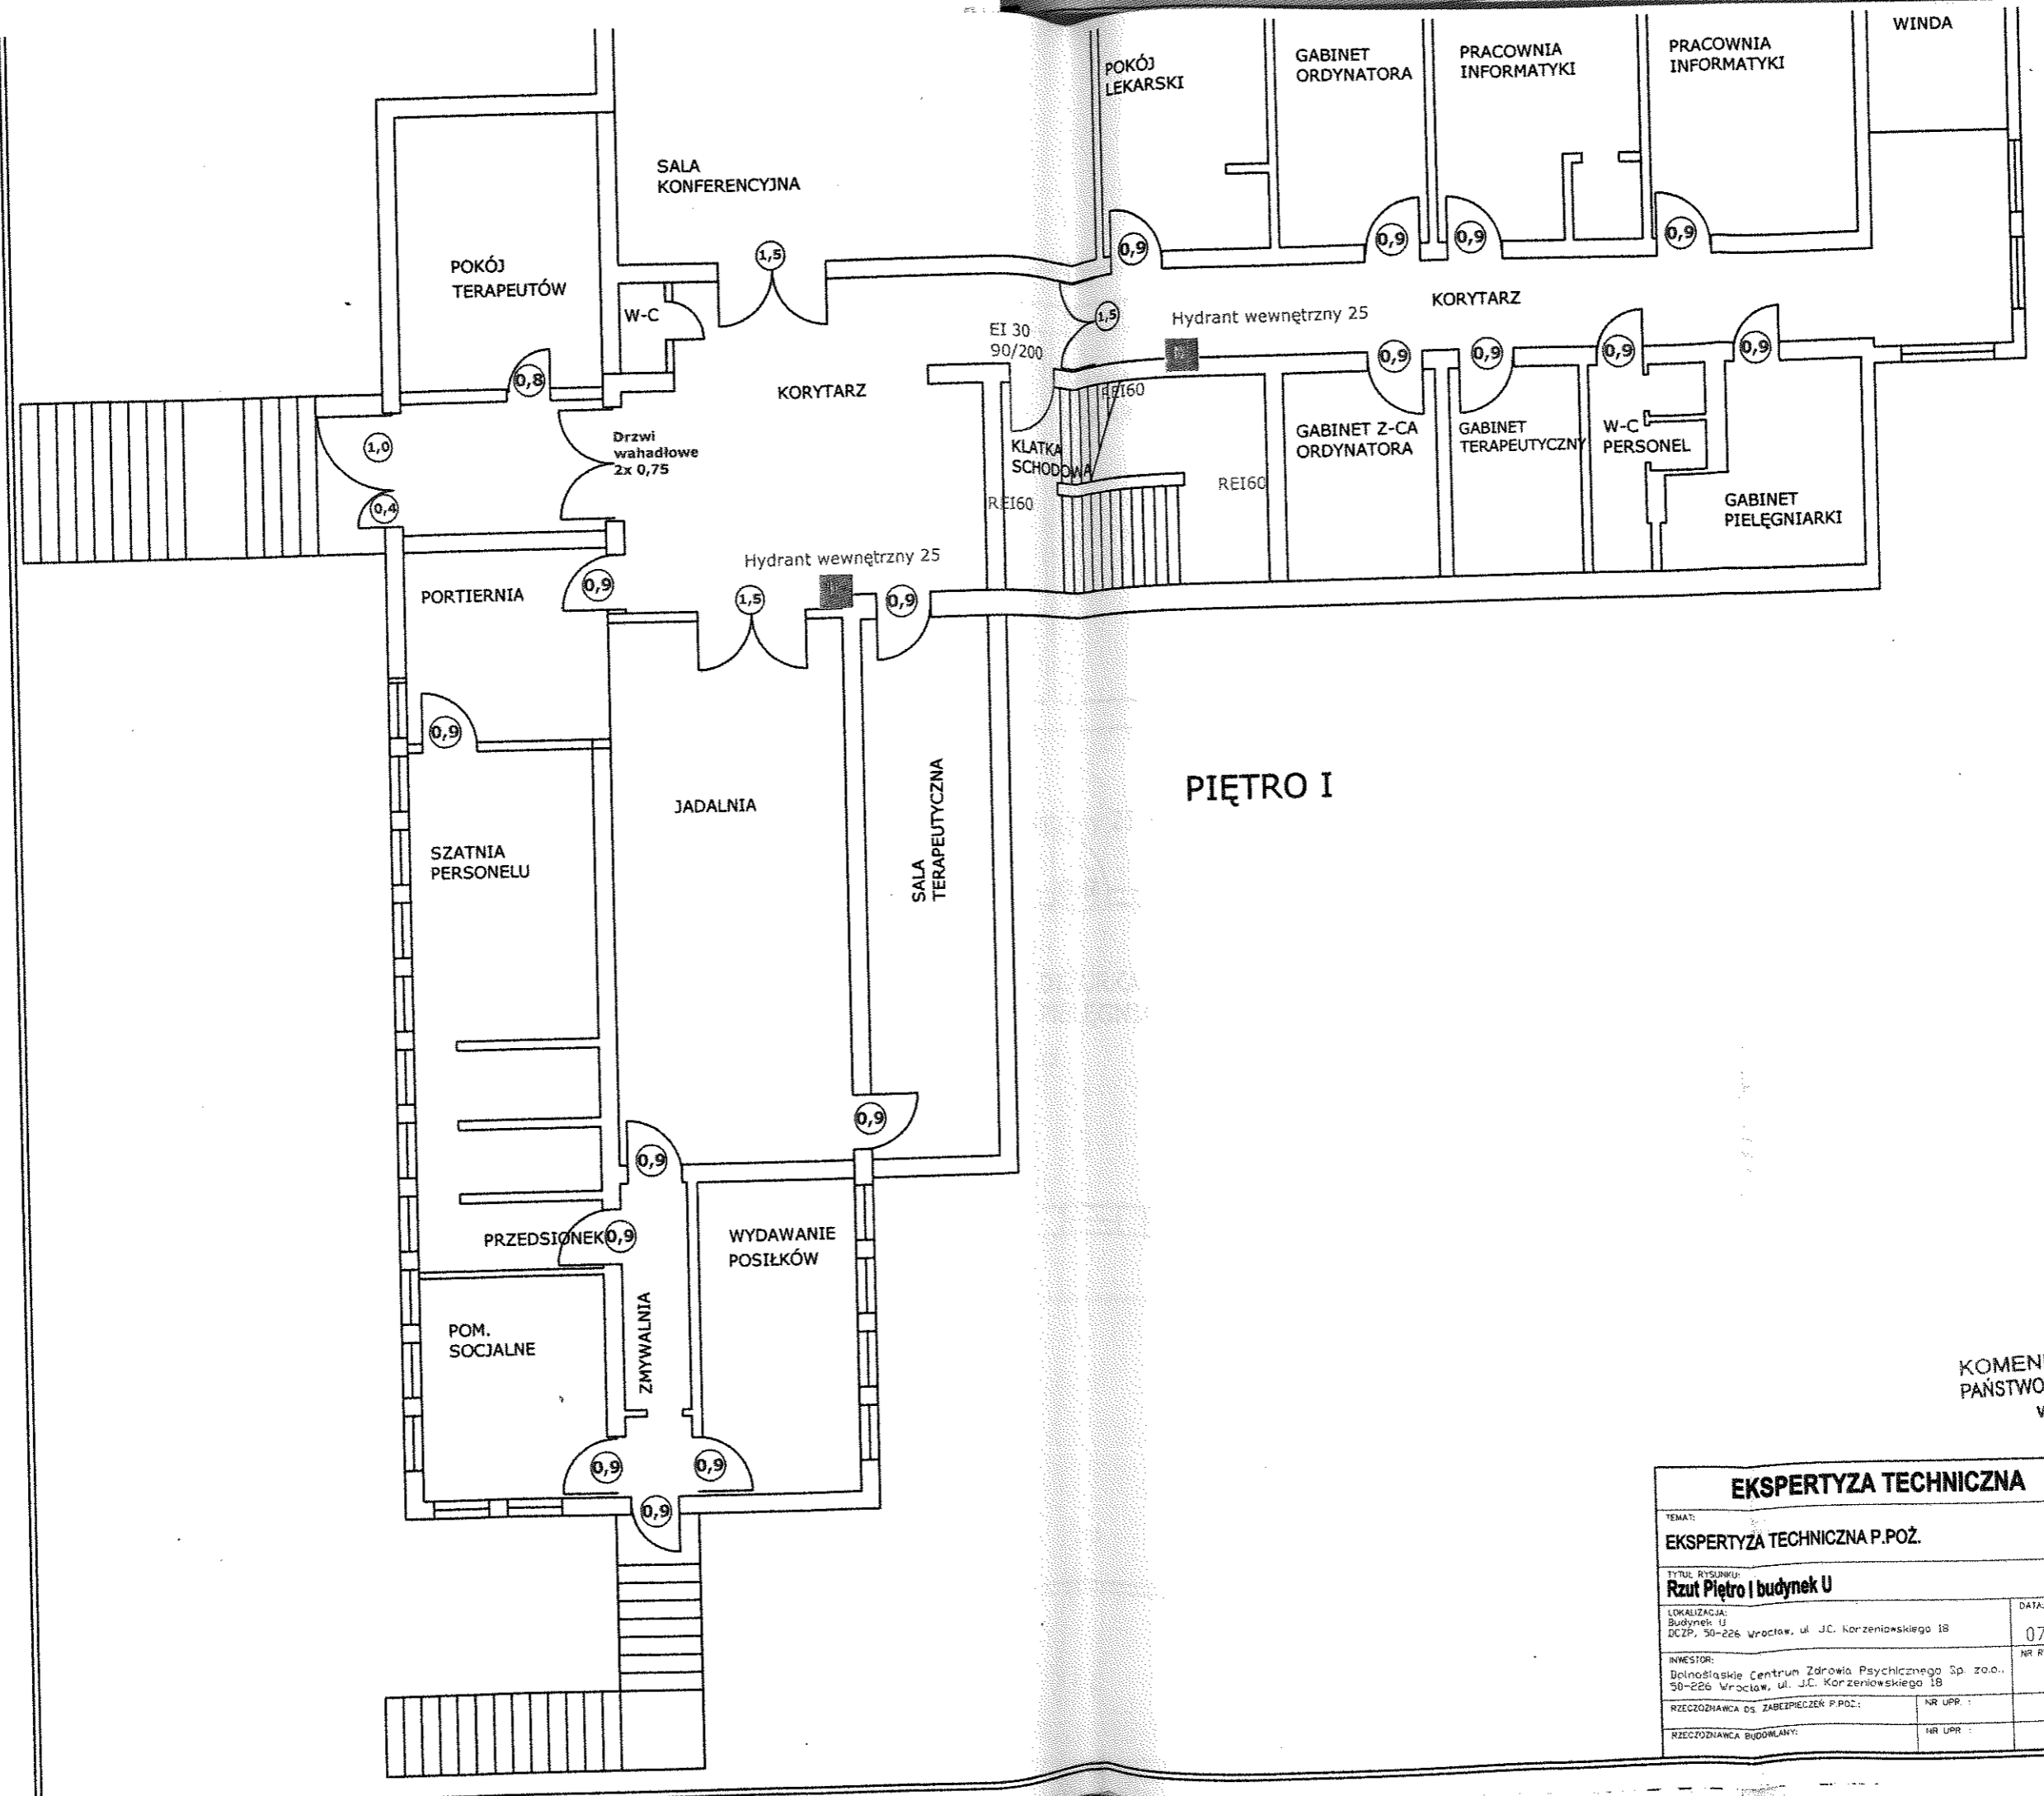 POKÓJ
LEKARSKI
GABINET
ORDYNATORA
PRACOWNIA
INFORMATYKI
PRACOWNIA
INFORMATYKI
WINDA
SALA
KONFERENCYJNA
POKÓJ
TERAPEUTÓW
W-C
1,5
0,9
0,9
0,9
0,9
KORYTARZ
Hydrant wewnętrzny 25
1,5
EI 30
90/200
0,8
KORYTARZ
0,9
0,9
0,9
0,9
REI60
Drzwi
wahadłowe
2x 0,75
1,0
0,4
KLATKA
SCHODOWA
REI60
REI60
GABINET Z-CA
ORDYNATORA
GABINET
TERAPEUTYCZNY
W-C
PERSONEL
GABINET
PIELĘGNIARKI
Hydrant wewnętrzny 25
PORTIERNIA
0,9
1,5
0,9
0,9
PIĘTRO I
JADALNIA
SALA
TERAPEUTYCZNA
SZATNIA
PERSONELU
0,9
0,9
PRZEDSIONEK
0,9
WYDAWANIE
POSIŁKÓW
ZMYWALNIA
POM.
SOCJALNE
0,9
0,9
0,9
KOMEN
PAŃSTWO
EKSPERTYZA TECHNICZNA
TEMAT:
EKSPERTYZA TECHNICZNA P.POŻ.
TYTUŁ RYSUNKU:
Rzut Piętro I budynek U
LOKALIZACJA:
Budynek U
DCZP, 50-226 Wrocław, ul J.C. Korzeniowskiego 18
DATA:
07
INWESTOR:
Dolnośląskie Centrum Zdrowia Psychicznego Sp. zo.o.,
50-226 Wrocław, ul. J.C. Korzeniowskiego 18
NR R
RZECZOZNAWCA DS. ZABEZPIECZEŃ P.POŻ.:
NR UPR. :
RZECZOZNAWCA BUDOWLANY:
NR UPR :